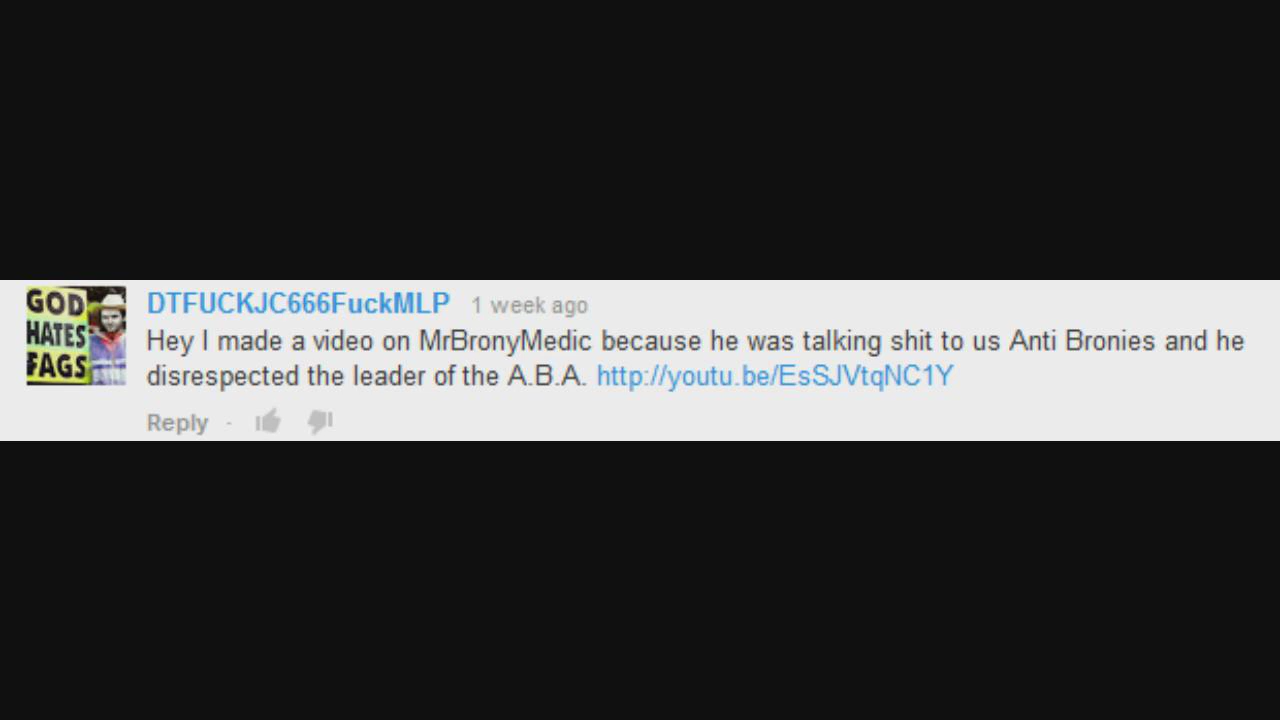 GOD
HATES
FAGS
DTFUCKJC666FuckMLP 1 week ago
Hey I made a video on MrBronyMedic because he was talking shit to us Anti Bronies and he
disrespected the leader of the A.B.A. http://youtu.be/EsSJVtqNC1Y
Reply ·